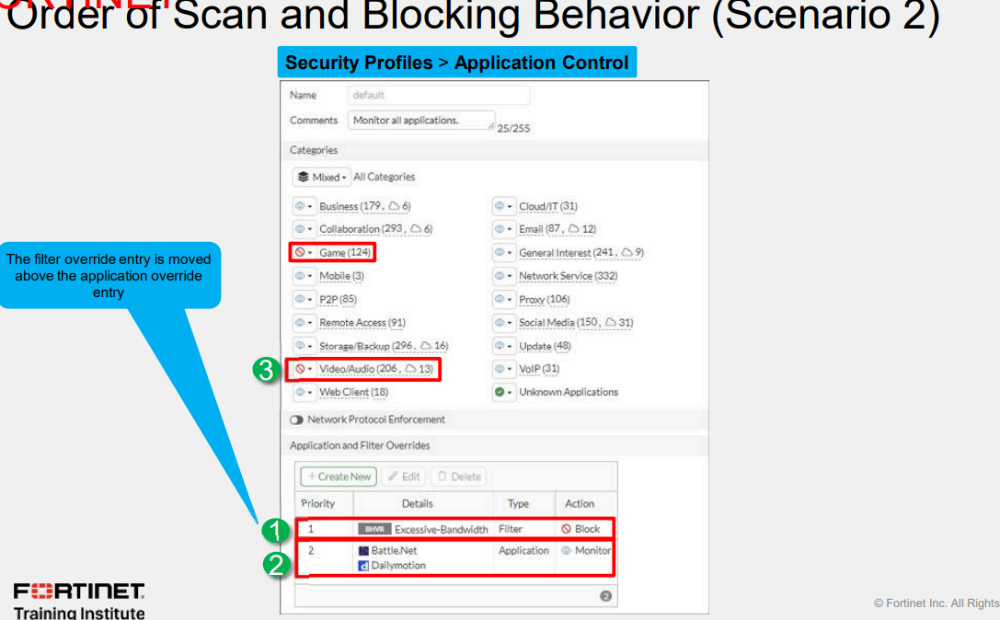 Order of Scan and Blocking Behavior (Scenario 2)
Security Profiles > Application Control
Name default
Comments Monitor all applications. 25/255
Categories
Mixed All Categories
Business (179, 6) Cloud/IT (31)
Collaboration (293, 6) Email (87, 12)
Game (124) General Interest (241, 9)
The filter override entry is moved
above the application override
entry
Mobile (3) Network Service (332)
P2P (85) Proxy (106)
Remote Access (91) Social Media (150, 31)
Storage/Backup (296, 16) Update (48)
3 Video/Audio (206, 13) VoIP (31)
Web Client (18) Unknown Applications
Network Protocol Enforcement
Application and Filter Overrides
+ Create New Edit Delete
Priority Details Type Action
1 1 BHVR Excessive-Bandwidth Filter Block
2 2 Battle.Net Application Monitor
Dailymotion
2
FORTINET
Training Institute
© Fortinet Inc. All Rights